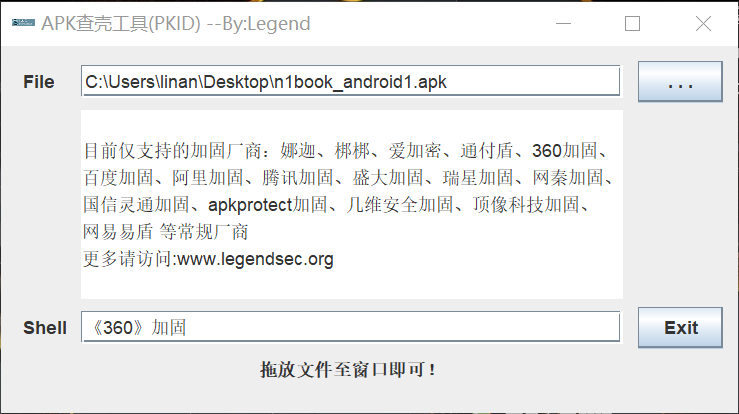 APK查壳工具(PKID) --By:Legend
File C:\Users\linan\Desktop\n1book_android1.apk ...
目前仅支持的加固厂商：娜迦、梆梆、爱加密、通付盾、360加固、
百度加固、阿里加固、腾讯加固、盛大加固、瑞星加固、网秦加固、
国信灵通加固、apkprotect加固、几维安全加固、顶像科技加固、
网易易盾 等常规厂商
更多请访问:www.legendsec.org
Shell 《360》加固 Exit
拖放文件至窗口即可！